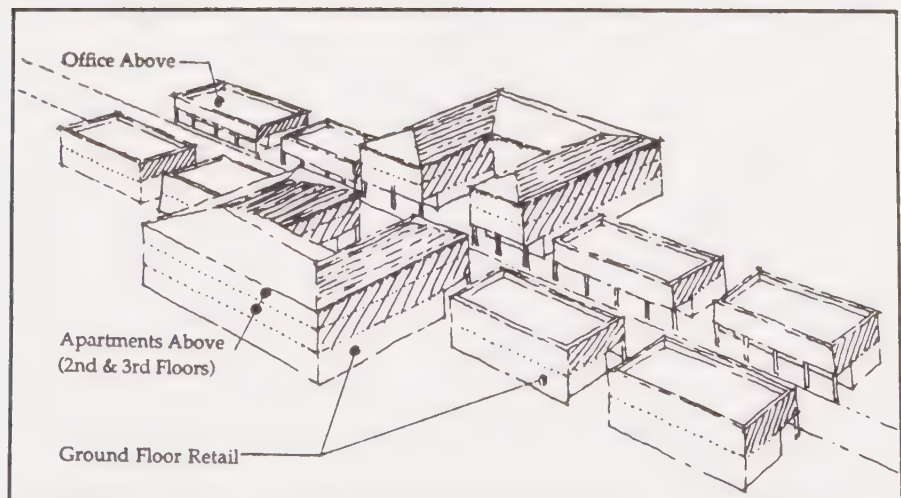 Office Above
Apartments Above
(2nd & 3rd Floors)
Ground Floor Retail